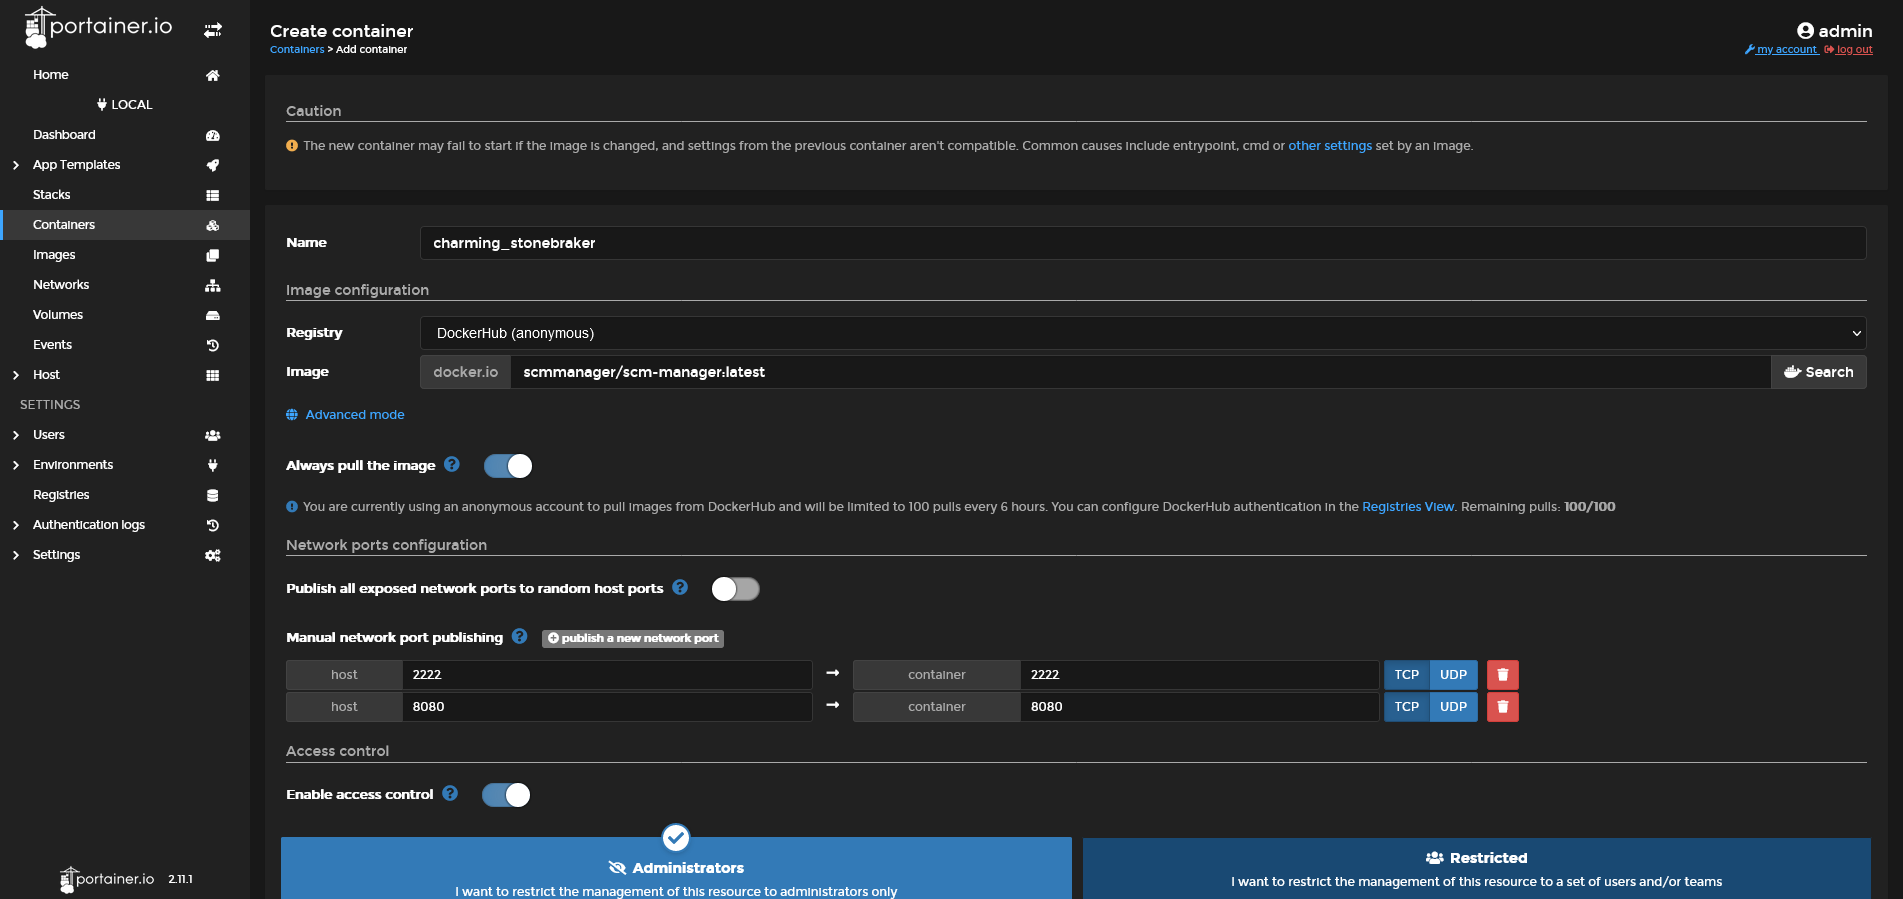 portainer.io
Home
LOCAL
Dashboard
App Templates
Stacks
Containers
Images
Networks
Volumes
Events
Host
SETTINGS
Users
Environments
Registries
Authentication logs
Settings
portainer.io 2.11.1
Create container
Containers > Add container
admin
my account log out
Caution
The new container may fail to start if the image is changed, and settings from the previous container aren't compatible. Common causes include entrypoint, cmd or other settings set by an image.
Name charming_stonebraker
Image configuration
Registry DockerHub (anonymous)
Image docker.io scmmanager/scm-manager:latest Search
Advanced mode
Always pull the image
You are currently using an anonymous account to pull images from DockerHub and will be limited to 100 pulls every 6 hours. You can configure DockerHub authentication in the Registries View. Remaining pulls: 100/100
Network ports configuration
Publish all exposed network ports to random host ports
Manual network port publishing publish a new network port
host 2222 → container 2222 TCP UDP
host 8080 → container 8080 TCP UDP
Access control
Enable access control
Administrators
I want to restrict the management of this resource to administrators only
Restricted
I want to restrict the management of this resource to a set of users and/or teams